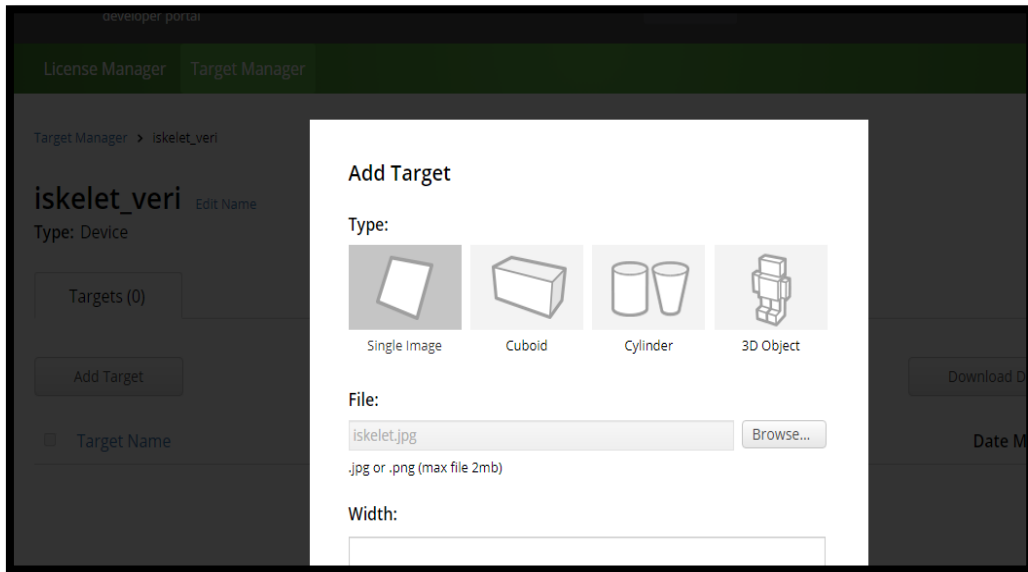 developer portal
License Manager Target Manager
Target Manager > iskelet_veri
iskelet_veri Edit Name
Type: Device
Targets (0)
Add Target
Download D
Target Name
Date M
Add Target
Type:
Single Image Cuboid Cylinder 3D Object
File:
iskelet.jpg Browse...
.jpg or .png (max file 2mb)
Width: